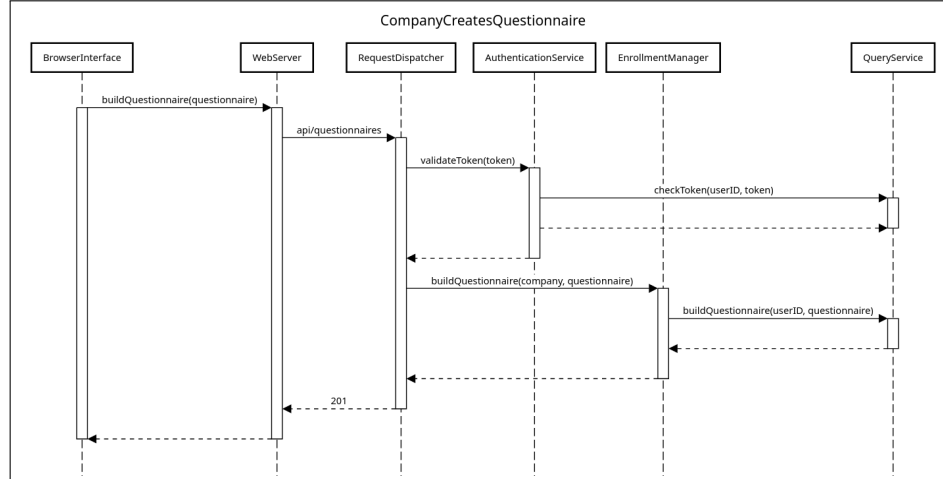 CompanyCreatesQuestionnaire
BrowserInterface
WebServer
RequestDispatcher
AuthenticationService
EnrollmentManager
QueryService
buildQuestionnaire(questionnaire)
api/questionnaires
validateToken(token)
checkToken(userID, token)
buildQuestionnaire(company, questionnaire)
buildQuestionnaire(userID, questionnaire)
201